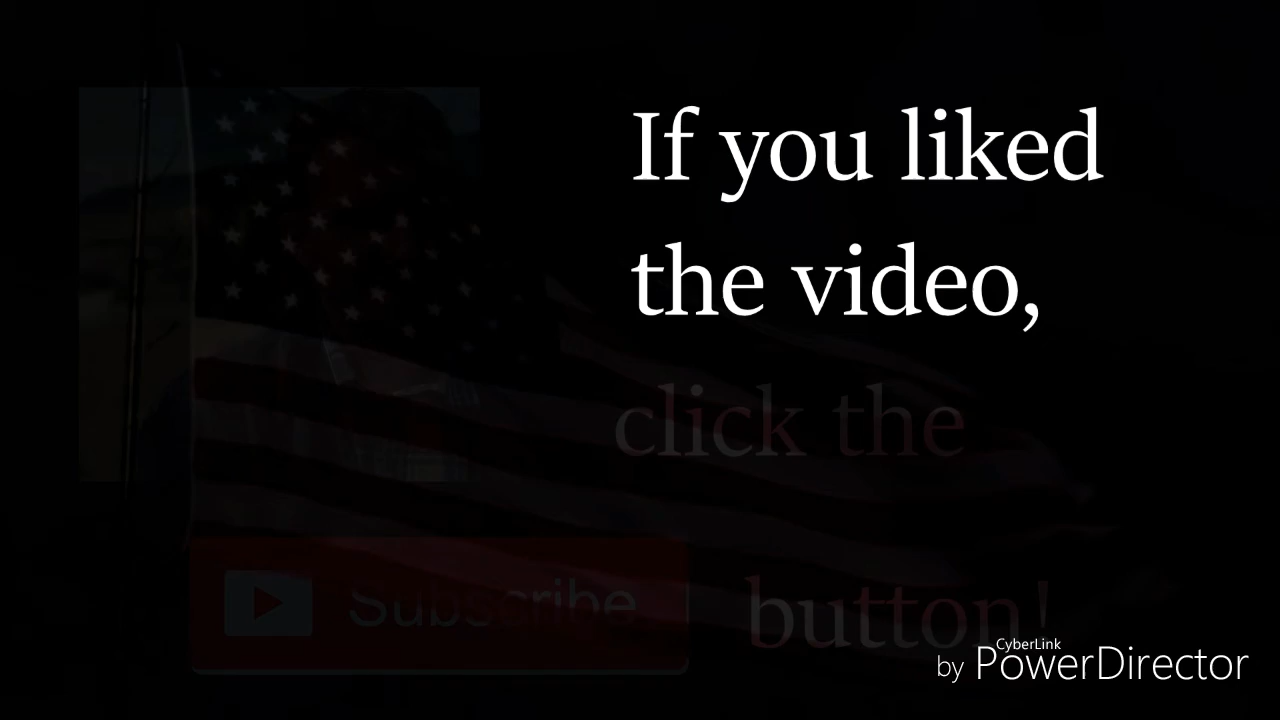 If you liked
the video,
click the
Subscribe
button!
by CyberLink PowerDirector